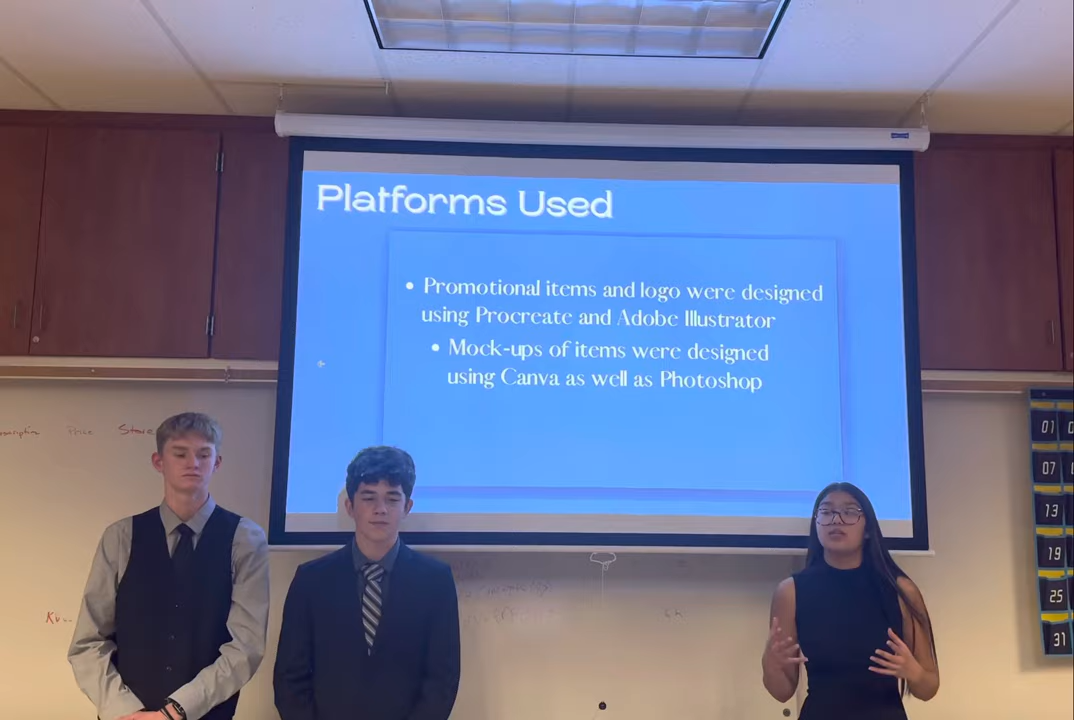 Platforms Used
• Promotional items and logo were designed
using Procreate and Adobe Illustrator
• Mock-ups of items were designed
using Canva as well as Photoshop
Price Store
01
07
13
19
25
31